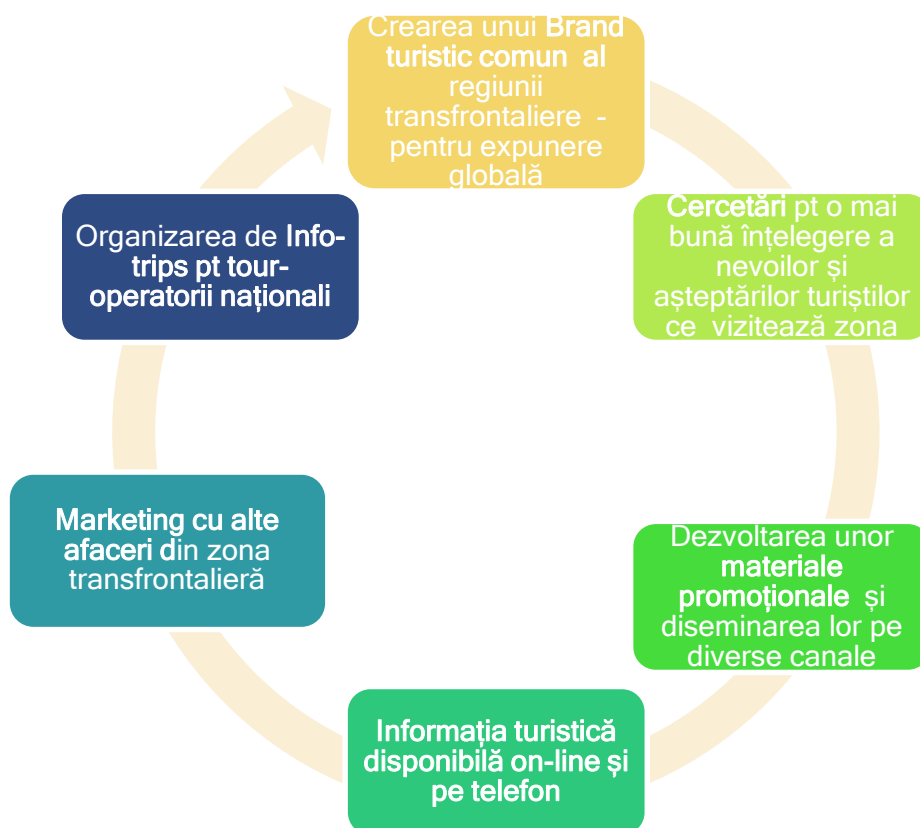 Crearea unui Brand
turistic comun al
regiunii
transfrontaliere -
pentru expunere
globală
Cercetări pt o mai
bună înțelegere a
nevoilor și
așteptărilor turiștilor
ce vizitează zona
Dezvoltarea unor
materiale
promoționale și
diseminarea lor pe
diverse canale
Informația turistică
disponibilă on-line și
pe telefon
Marketing cu alte
afaceri din zona
transfrontalieră
Organizarea de Info-
trips pt tour-
operatorii naționali